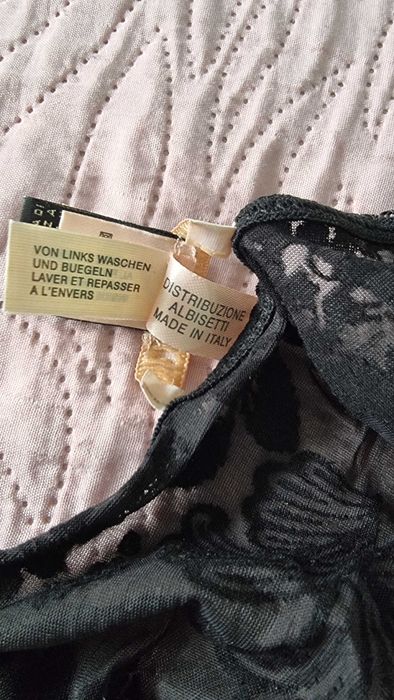 VON LINKS WASCHEN
UND BUEGELN
LAVER ET REPASSER
A L'ENVERS
DISTRIBUZIONE
ALBISETTI
MADE IN ITALY